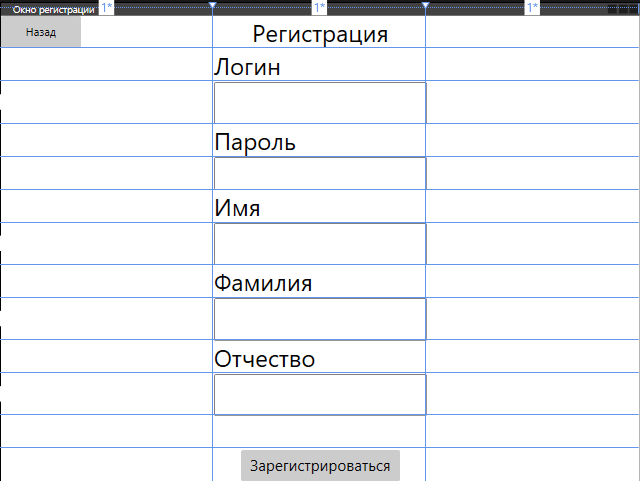 Окно регистрации 1* 1* 1*
Назад
Регистрация
Логин
Пароль
Имя
Фамилия
Отчество
Зарегистрироваться